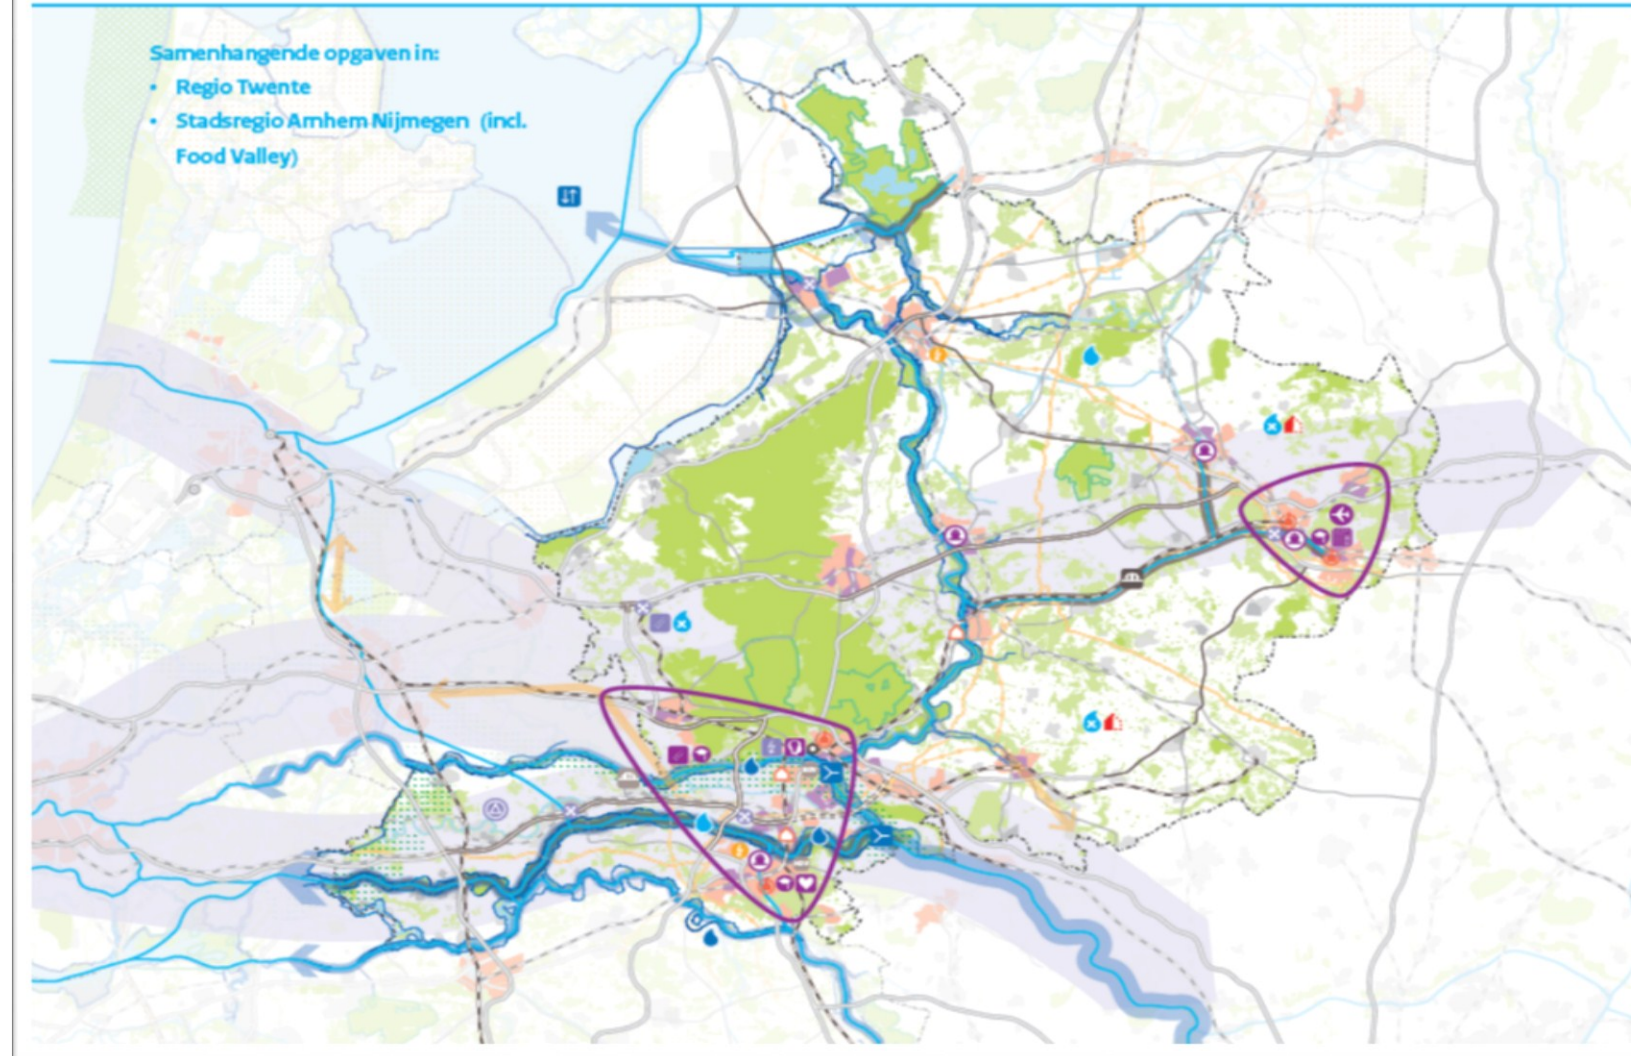 Samenhangende opgaven in:
• Regio Twente
• Stadsregio Arnhem Nijmegen (incl.
Food Valley)